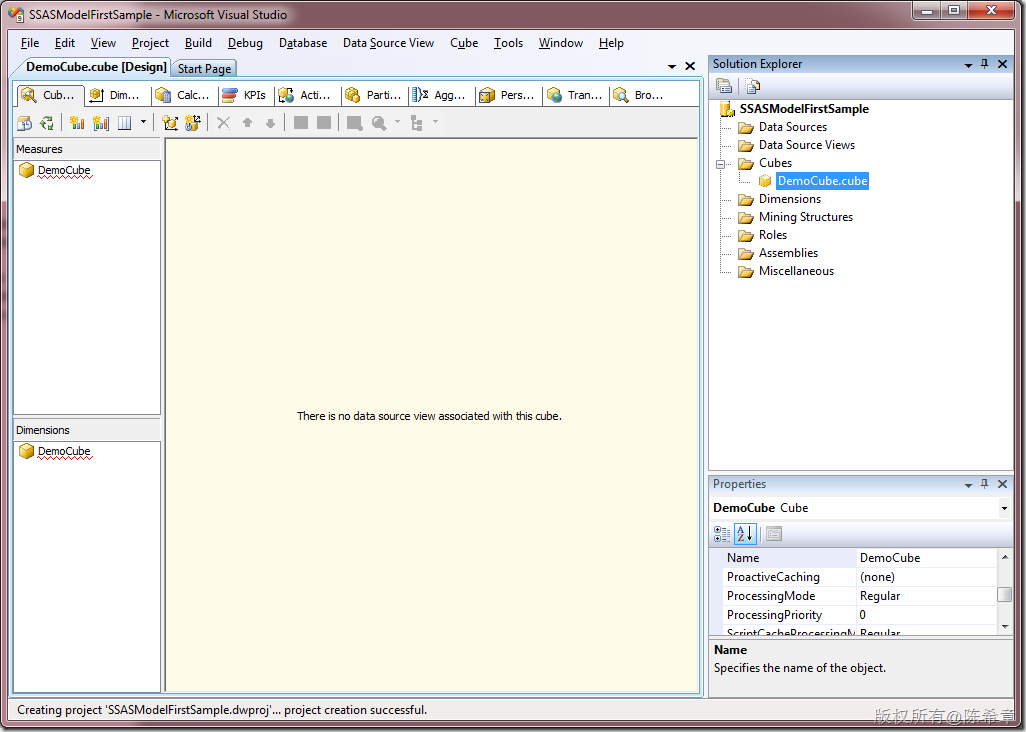 SSASModelFirstSample - Microsoft Visual Studio
File Edit View Project Build Debug Database Data Source View Cube Tools Window Help
DemoCube.cube [Design] Start Page
Cub... Dim... Calc... KPIs Acti... Parti... Agg... Pers... Tran... Bro...
Measures
DemoCube
There is no data source view associated with this cube.
Dimensions
DemoCube
Solution Explorer
SSASModelFirstSample
Data Sources
Data Source Views
Cubes
DemoCube.cube
Dimensions
Mining Structures
Roles
Assemblies
Miscellaneous
Properties
DemoCube Cube
Name DemoCube
ProactiveCaching (none)
ProcessingMode Regular
ProcessingPriority 0
ScriptCacheProcessingM Regular
Name
Specifies the name of the object.
Creating project 'SSASModelFirstSample.dwproj'... project creation successful.
版权所有@陈希章